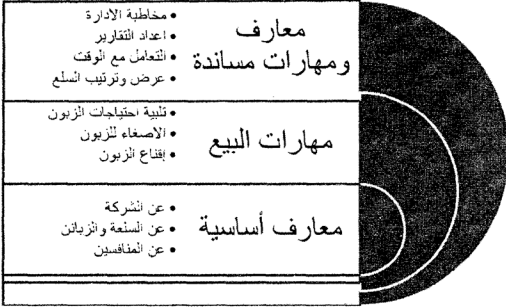 معارف
ومهارات مساندة
• مخاطبة الادارة
• اعداد التقارير
• التعامل مع الوقت
• عرض وترتيب السلع
مهارات البيع
• تلبية احتياجات الزبون
• الاصغاء للزبون
• إقناع الزبون
معارف أساسية
• عن الشركة
• عن السلعة والزبائن
• عن المنافسين